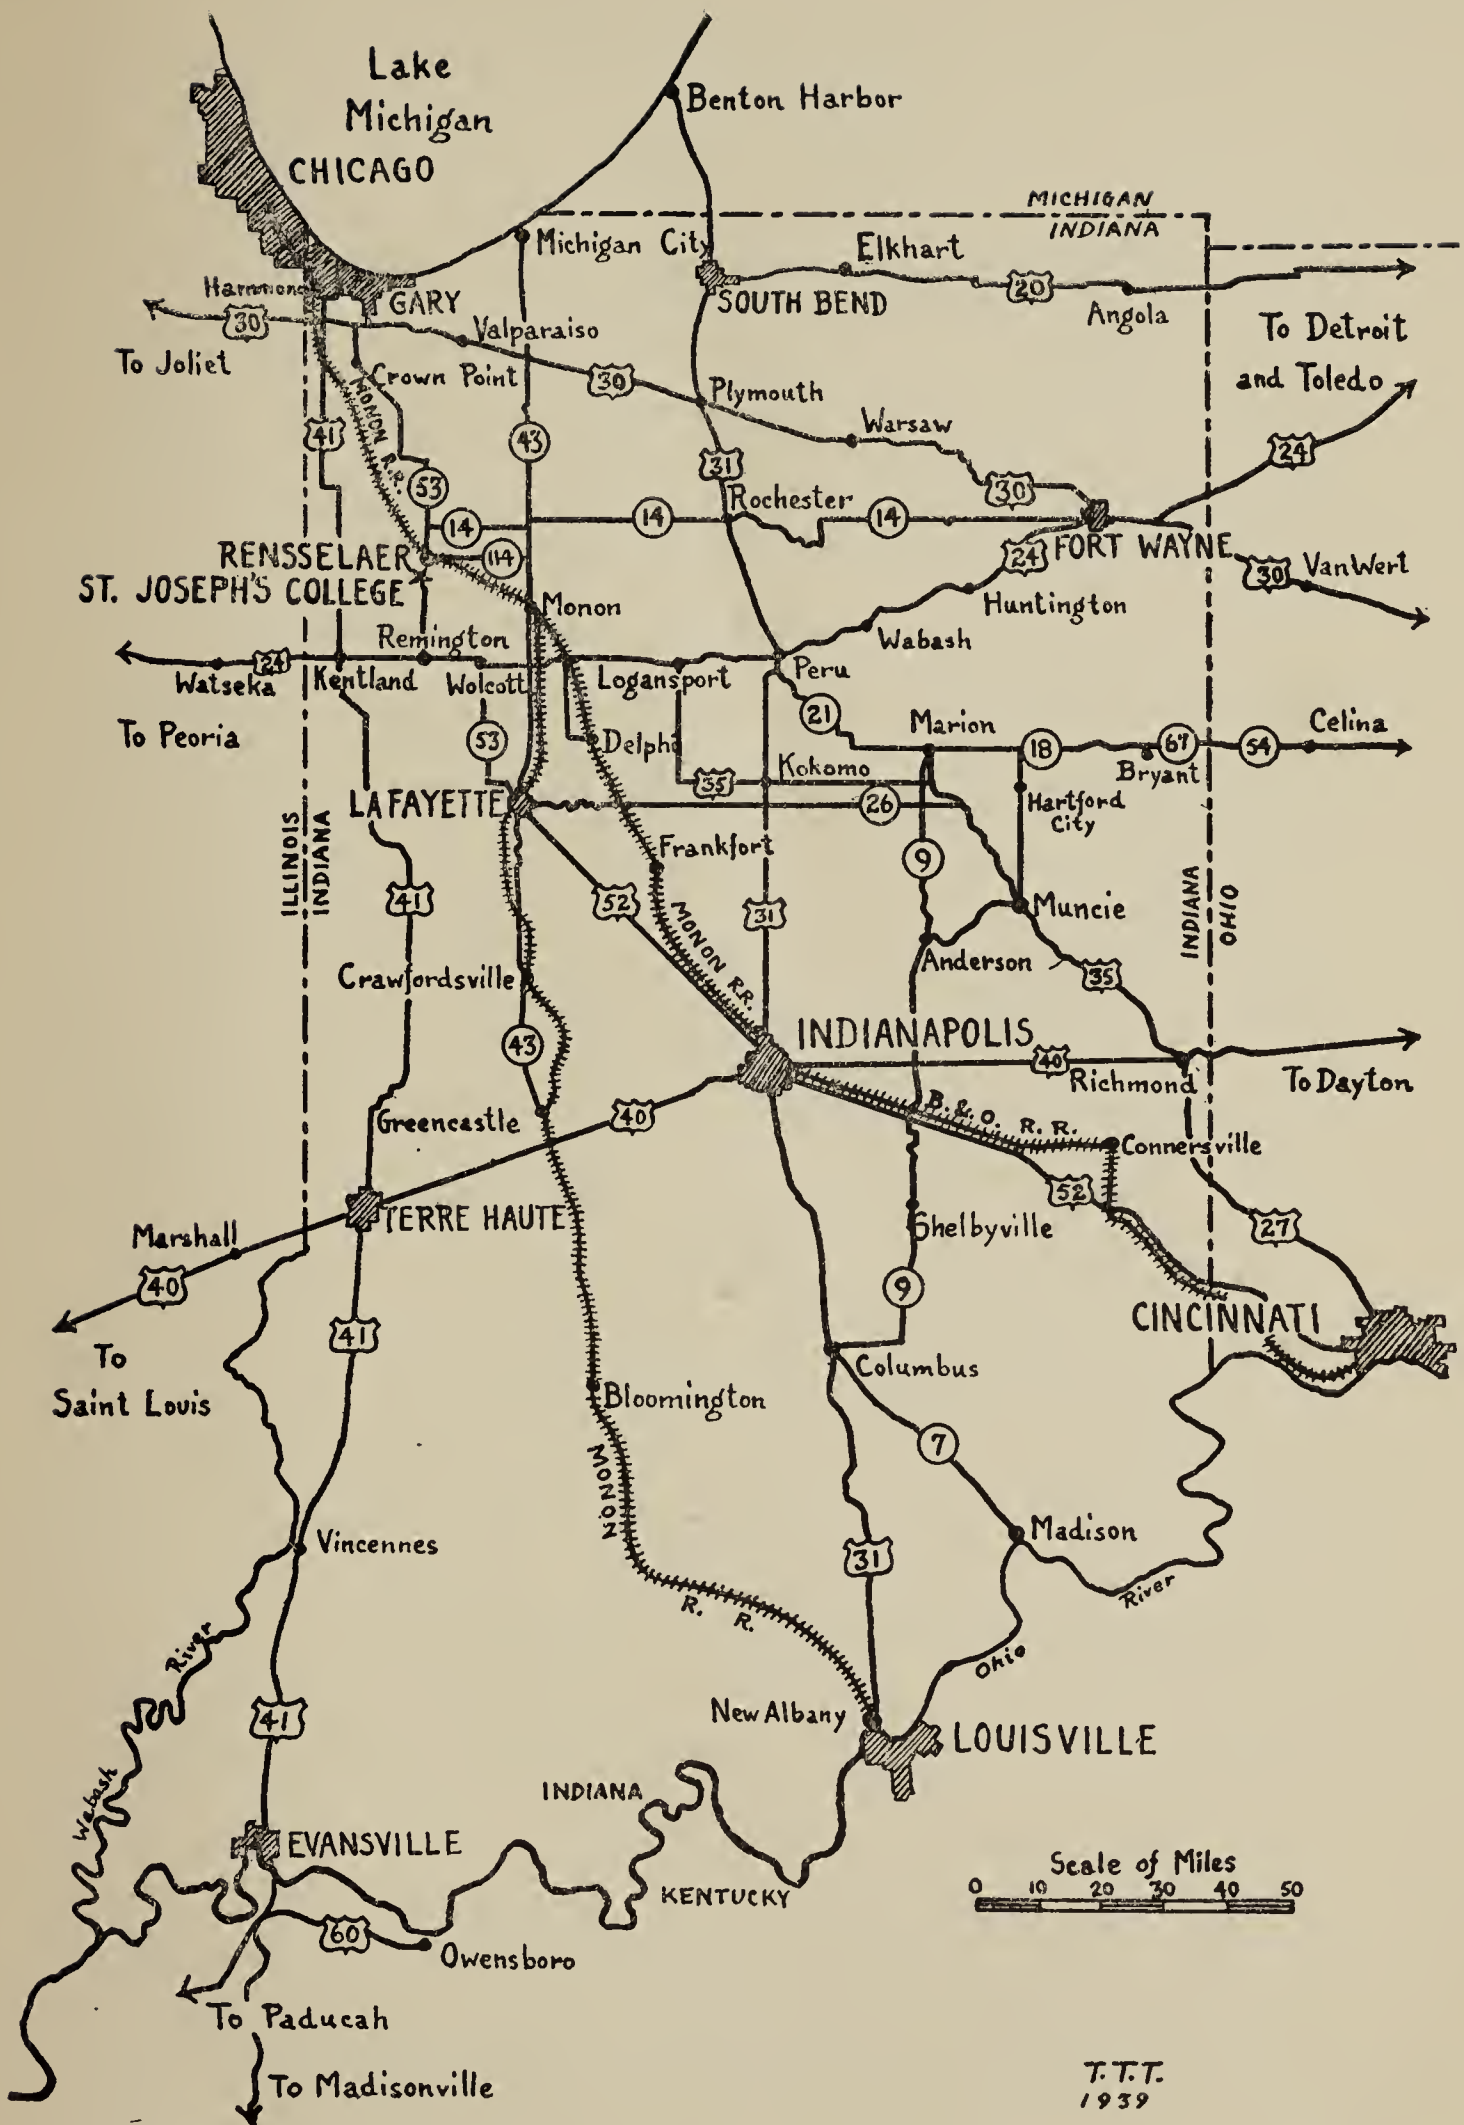 Lake
Michigan
Benton Harbor
CHICAGO
MICHIGAN
INDIANA
Michigan City
Elkhart
Hammond
GARY
SOUTH BEND
20
Angola
30
Valparaiso
To Detroit
and Toledo
To Joliet
Crown Point
30
Plymouth
Warsaw
MONON R.R.
41
43
31
24
53
30
Rochester
14
14
14
RENSSELAER
114
24
FORT WAYNE
30
Van Wert
ST. JOSEPH'S COLLEGE
Monon
Huntington
Remington
Wabash
24
Watseka
Kentland
Wolcott
Logansport
Peru
21
To Peoria
53
Delphi
Marion
18
67
54
Celina
Bryant
35
Kokomo
LAFAYETTE
26
Hartford
City
ILLINOIS
INDIANA
Frankfort
9
41
52
31
Muncie
INDIANA
OHIO
MONON R.R.
Crawfordsville
Anderson
35
43
INDIANAPOLIS
40
Richmond
To Dayton
Greencastle
40
B. & O. R. R.
Connersville
52
TERRE HAUTE
Shelbyville
27
Marshall
40
9
41
CINCINNATI
To
Saint Louis
Columbus
Bloomington
7
MONON
R. R.
Vincennes
Madison
31
River
Ohio
River
Wabash
41
New Albany
LOUISVILLE
INDIANA
KENTUCKY
EVANSVILLE
Scale of Miles
0 10 20 30 40 50
60
Owensboro
To Paducah
To Madisonville
T.T.T.
1939